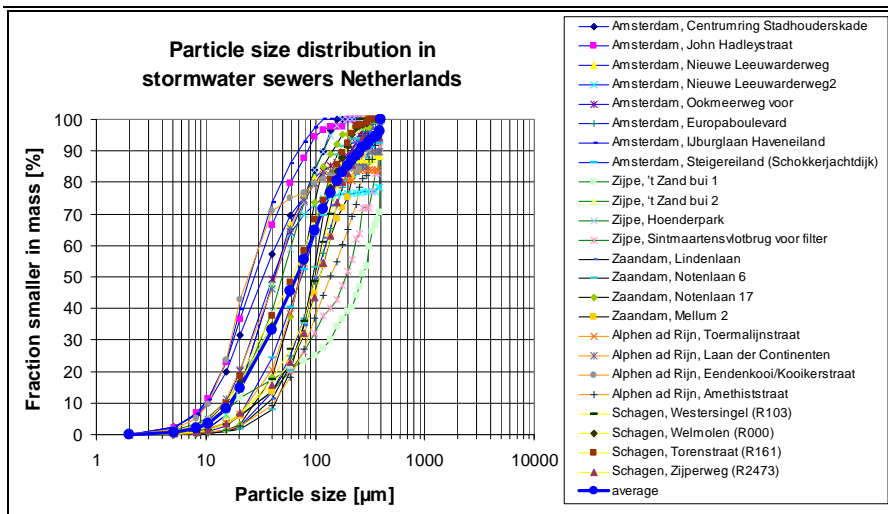 Particle size distribution in
stormwater sewers Netherlands
Fraction smaller in mass [%]
100
90
80
70
60
50
40
30
20
10
0
1 10 100 1000 10000
Particle size [µm]
Amsterdam, Centrumring Stadhouderskade
Amsterdam, John Hadleystraat
Amsterdam, Nieuwe Leeuwarderweg
Amsterdam, Nieuwe Leeuwarderweg2
Amsterdam, Ookmeerweg voor
Amsterdam, Europaboulevard
Amsterdam, IJburglaan Haveneiland
Amsterdam, Steigereiland (Schokkerjachtdijk)
Zijpe, 't Zand bui 1
Zijpe, 't Zand bui 2
Zijpe, Hoenderpark
Zijpe, Sintmaartensvlotbrug voor filter
Zaandam, Lindenlaan
Zaandam, Notenlaan 6
Zaandam, Notenlaan 17
Zaandam, Mellum 2
Alphen ad Rijn, Toermalijnstraat
Alphen ad Rijn, Laan der Continenten
Alphen ad Rijn, Eendenkooi/Kooikerstraat
Alphen ad Rijn, Amethiststraat
Schagen, Westersingel (R103)
Schagen, Welmolen (R000)
Schagen, Torenstraat (R161)
Schagen, Zijperweg (R2473)
average